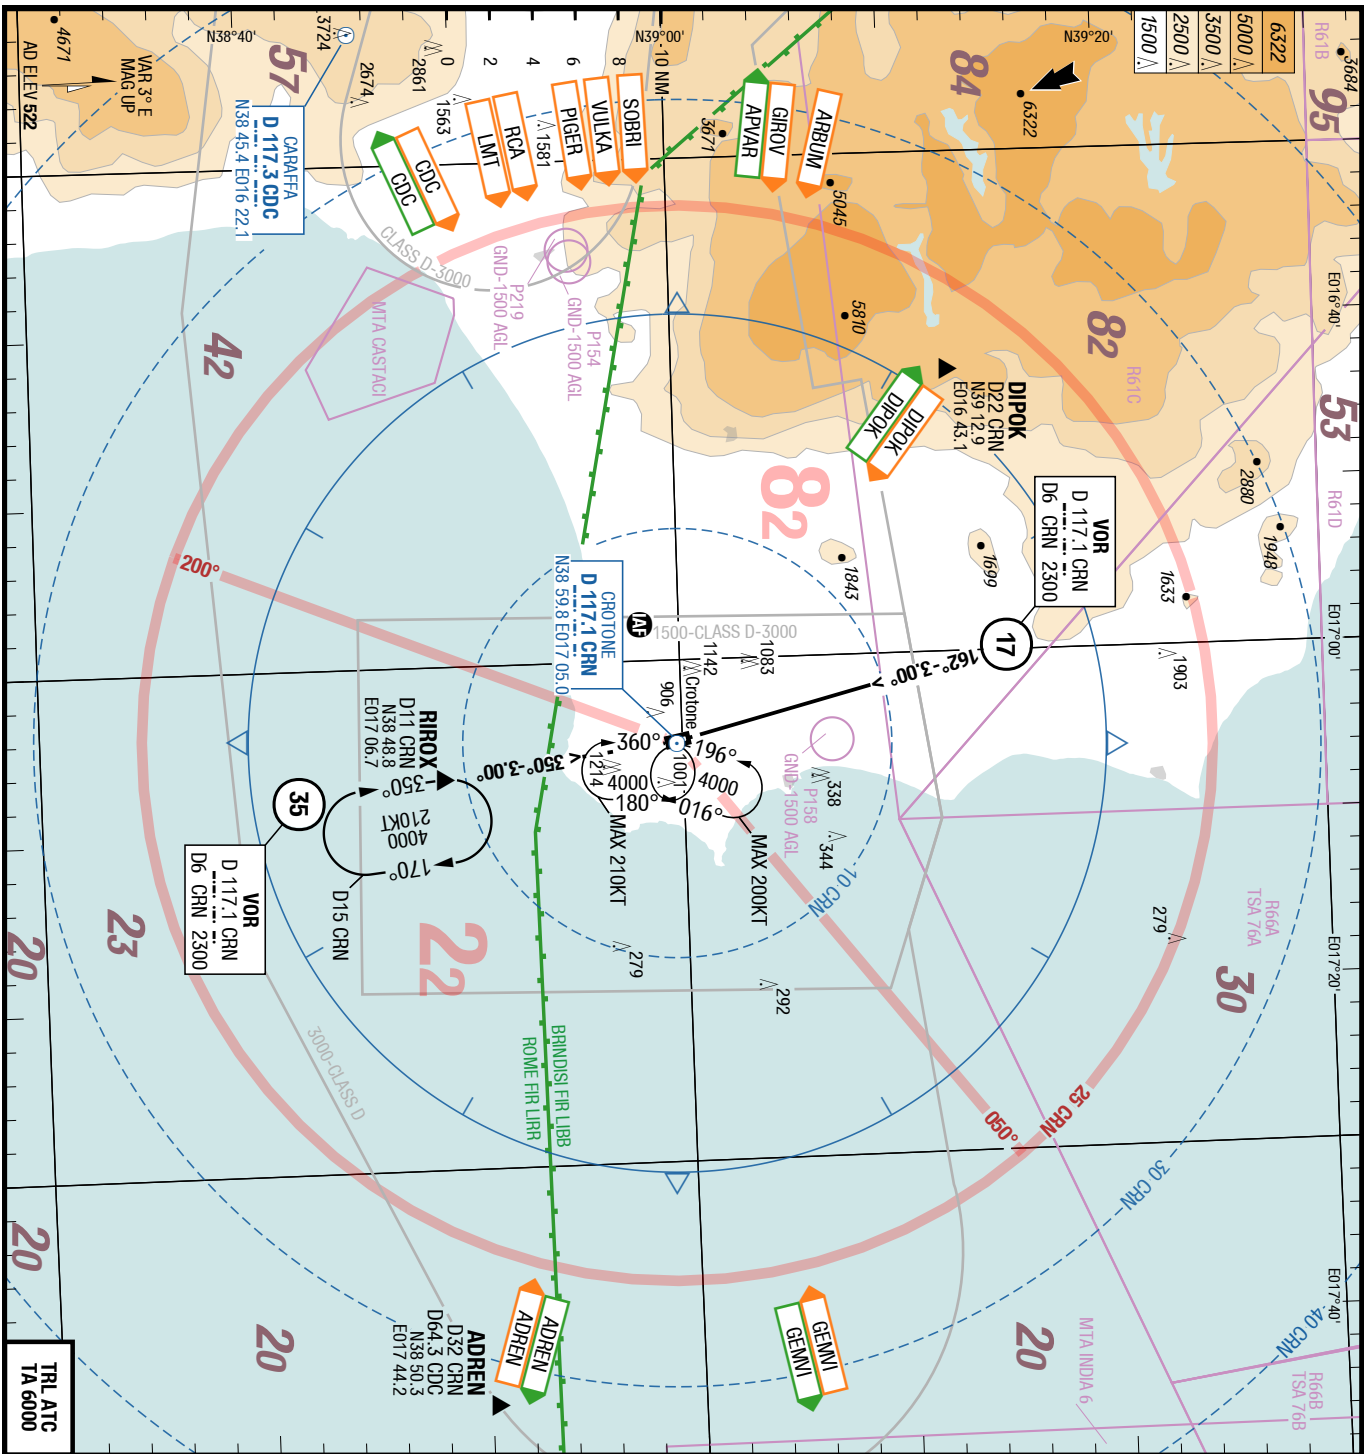 6322
5000
3500
2500
1500
R61B
3684
95
N39°20'
84
6322
N39°00'
10 NM
8
6
4
2
0
N38°40'
3724
57
2674
2861
1563
4671
VAR 3° E
MAG UP
AD ELEV 522
CARAFFA
D 117.3 CDC
N38 45.4 E016 22.1
CDC
CDC
LMT
RCA
PIGER
1581
VULKA
SOBRI
3671
APVAR
GIROV
ARBUM
5045
5810
CLASS D-3000
P219
GND-1500 AGL
P154
GND-1500 AGL
MTA CASTACI
42
E016°40'
82
R61C
53
R61D
DIPOK
D22 CRN
N39 12.9
E016 43.1
DIPOK
DIPOK
2880
1948
1699
1843
1633
1903
82
VOR
D 117.1 CRN
D6 CRN 2300
17
E017°00'
200°
CROTONE
D 117.1 CRN
N38 59.8 E017 05.0
IAF
1500-CLASS D-3000
1083
1142
Crotone
906
162°-3.00°
RIROX
D11 CRN
N38 48.8
E017 06.7
350°-3.00°
350°
4000
210KT
170°
D15 CRN
360°
1214
4000
180°
1001
196°
4000
016°
MAX 210KT
MAX 200KT
P158
GND-1500 AGL
338
344
10 CRN
35
VOR
D 117.1 CRN
D6 CRN 2300
23
20
22
279
292
279
R66A
TSA 76A
E017°20'
30
3000-CLASS D
BRINDISI FIR LIBB
ROME FIR LIRR
050°
25 CRN
30 CRN
40 CRN
E017°40'
20
20
20
ADREN
D32 CRN
D64.3 CDC
N38 50.3
E017 44.2
ADREN
ADREN
GEMVI
GEMVI
MTA INDIA 6
R66B
TSA 76B
TRL ATC
TA 6000